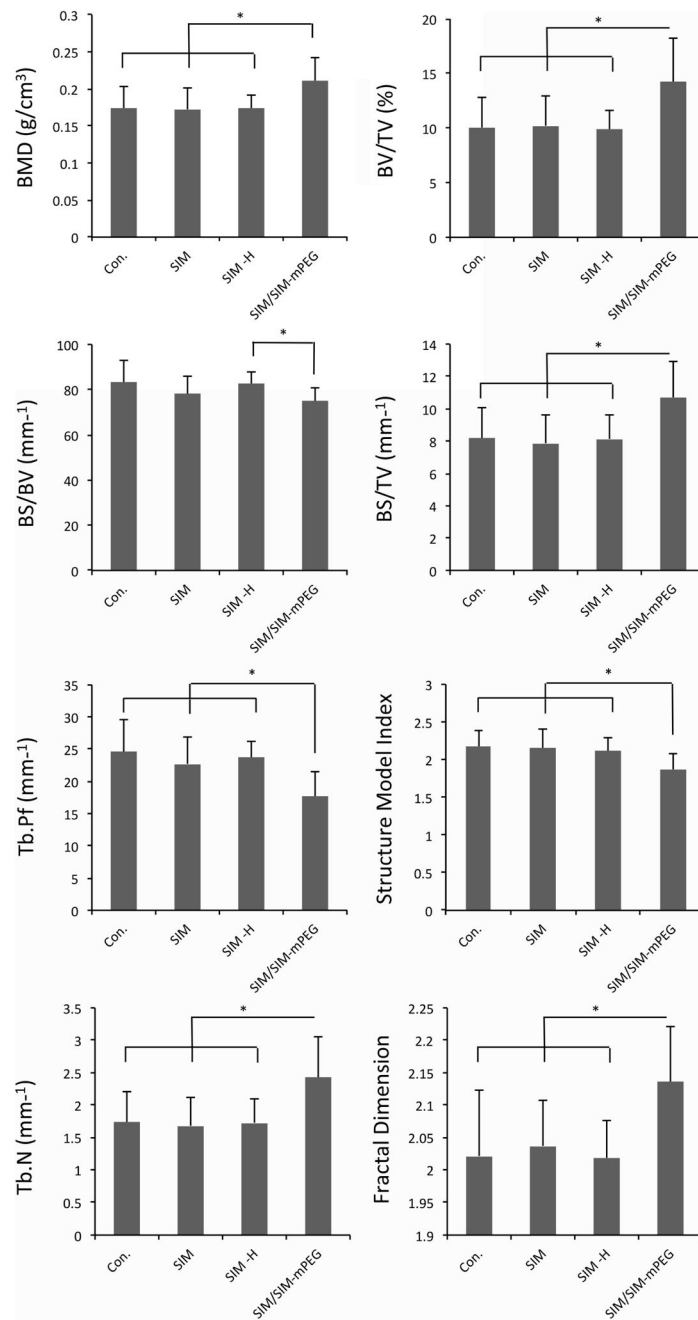 BMD (g/cm³)
0.3
0.25
0.2
0.15
0.1
0.05
0
*
Con.
SIM
SIM -H
SIM/SIM-mPEG
BV/TV (%)
20
15
10
5
0
*
Con.
SIM
SIM -H
SIM/SIM-mPEG
BS/BV (mm⁻¹)
100
80
60
40
20
0
*
Con.
SIM
SIM -H
SIM/SIM-mPEG
BS/TV (mm⁻¹)
14
12
10
8
6
4
2
0
*
Con.
SIM
SIM -H
SIM/SIM-mPEG
Tb.Pf (mm⁻¹)
35
30
25
20
15
10
5
0
*
Con.
SIM
SIM -H
SIM/SIM-mPEG
Structure Model Index
3
2.5
2
1.5
1
0.5
0
*
Con.
SIM
SIM -H
SIM/SIM-mPEG
Tb.N (mm⁻¹)
3.5
3
2.5
2
1.5
1
0.5
0
*
Con.
SIM
SIM -H
SIM/SIM-mPEG
Fractal Dimension
2.25
2.2
2.15
2.1
2.05
2
1.95
1.9
*
Con.
SIM
SIM -H
SIM/SIM-mPEG